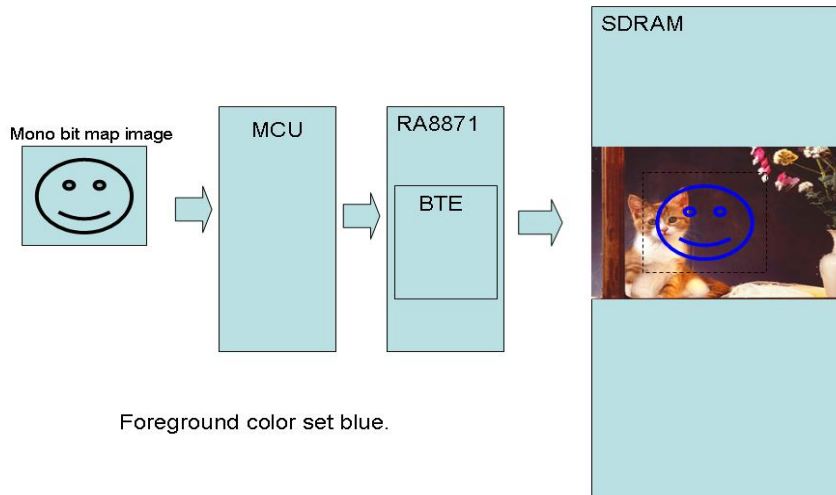 SDRAM
Mono bit map image
MCU
RA8871
BTE
Foreground color set blue.